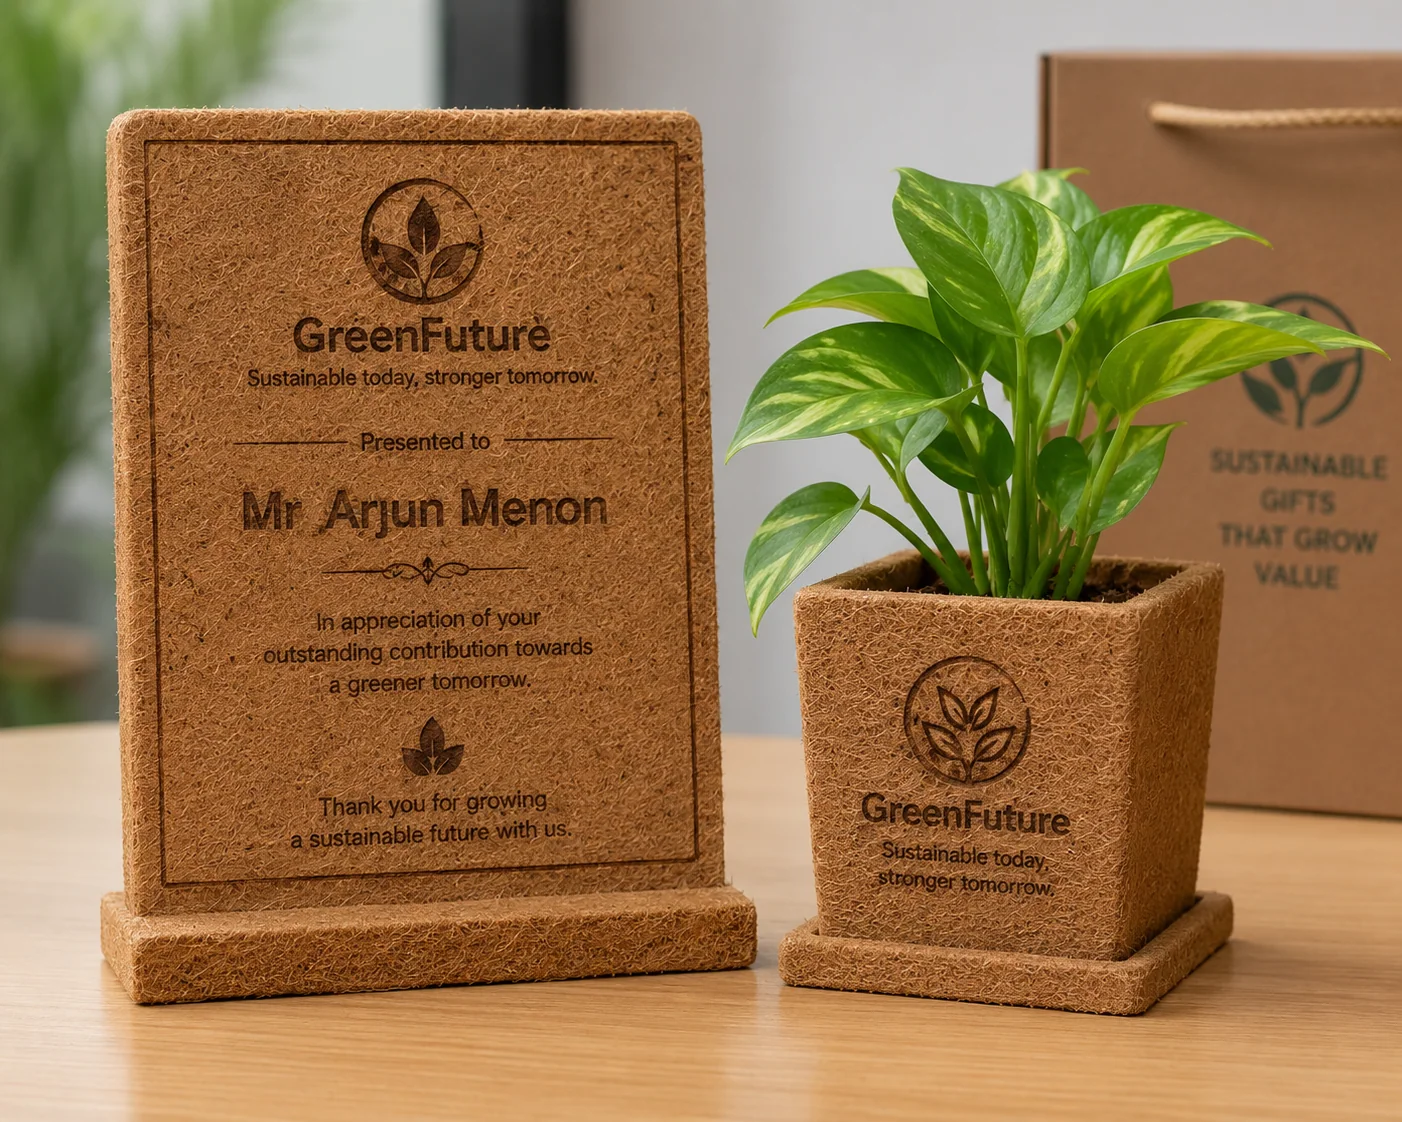 GreenFuture
Sustainable today, stronger tomorrow.
Presented to
Mr Arjun Menon
In appreciation of your
outstanding contribution towards
a greener tomorrow.
Thank you for growing
a sustainable future with us.
GreenFuture
Sustainable today,
stronger tomorrow.
SUSTAINABLE
GIFTS
THAT GROW
VALUE